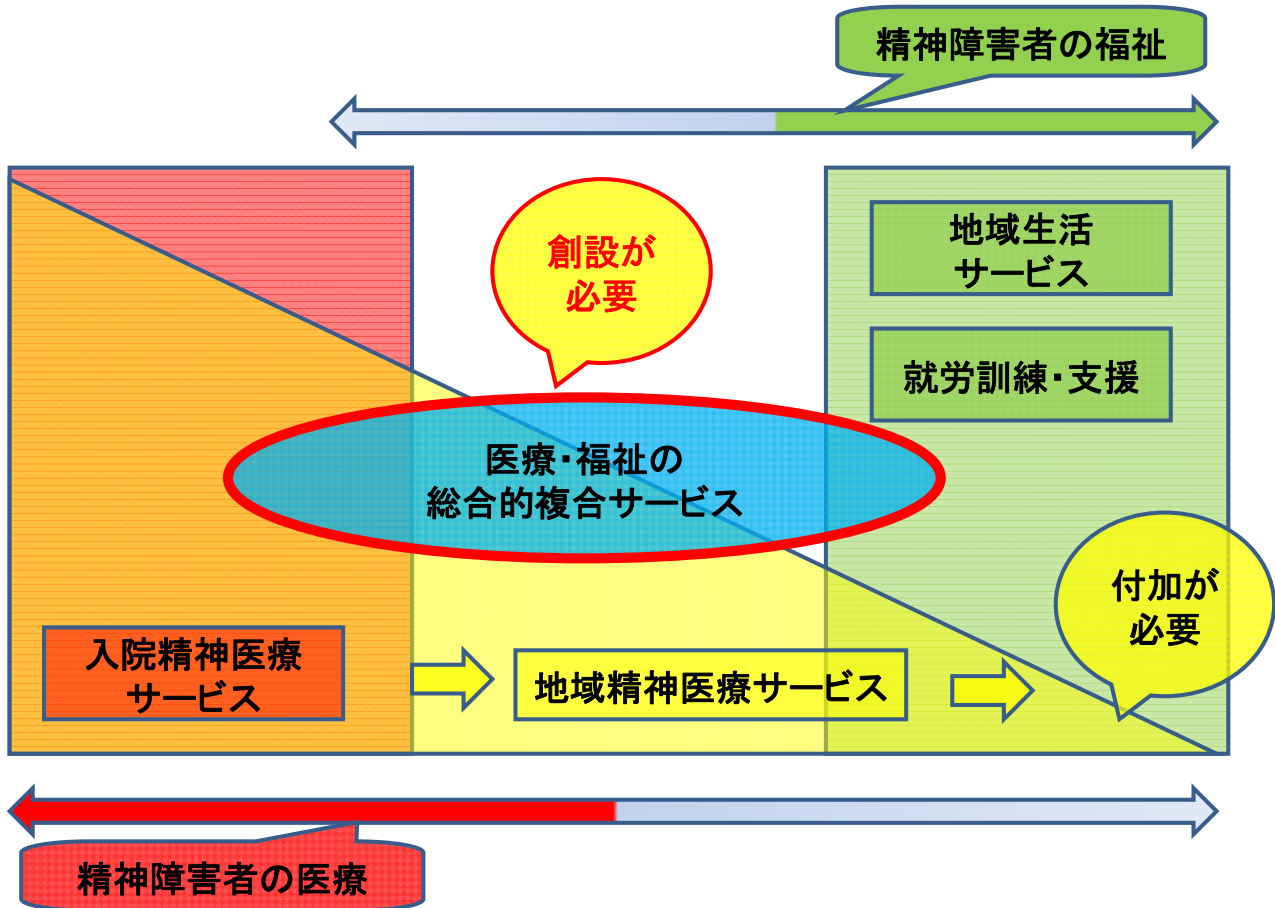 精神障害者の福祉
地域生活
サービス
創設が
必要
就労訓練・支援
医療・福祉の
総合的複合サービス
付加が
必要
入院精神医療
サービス
地域精神医療サービス
精神障害者の医療